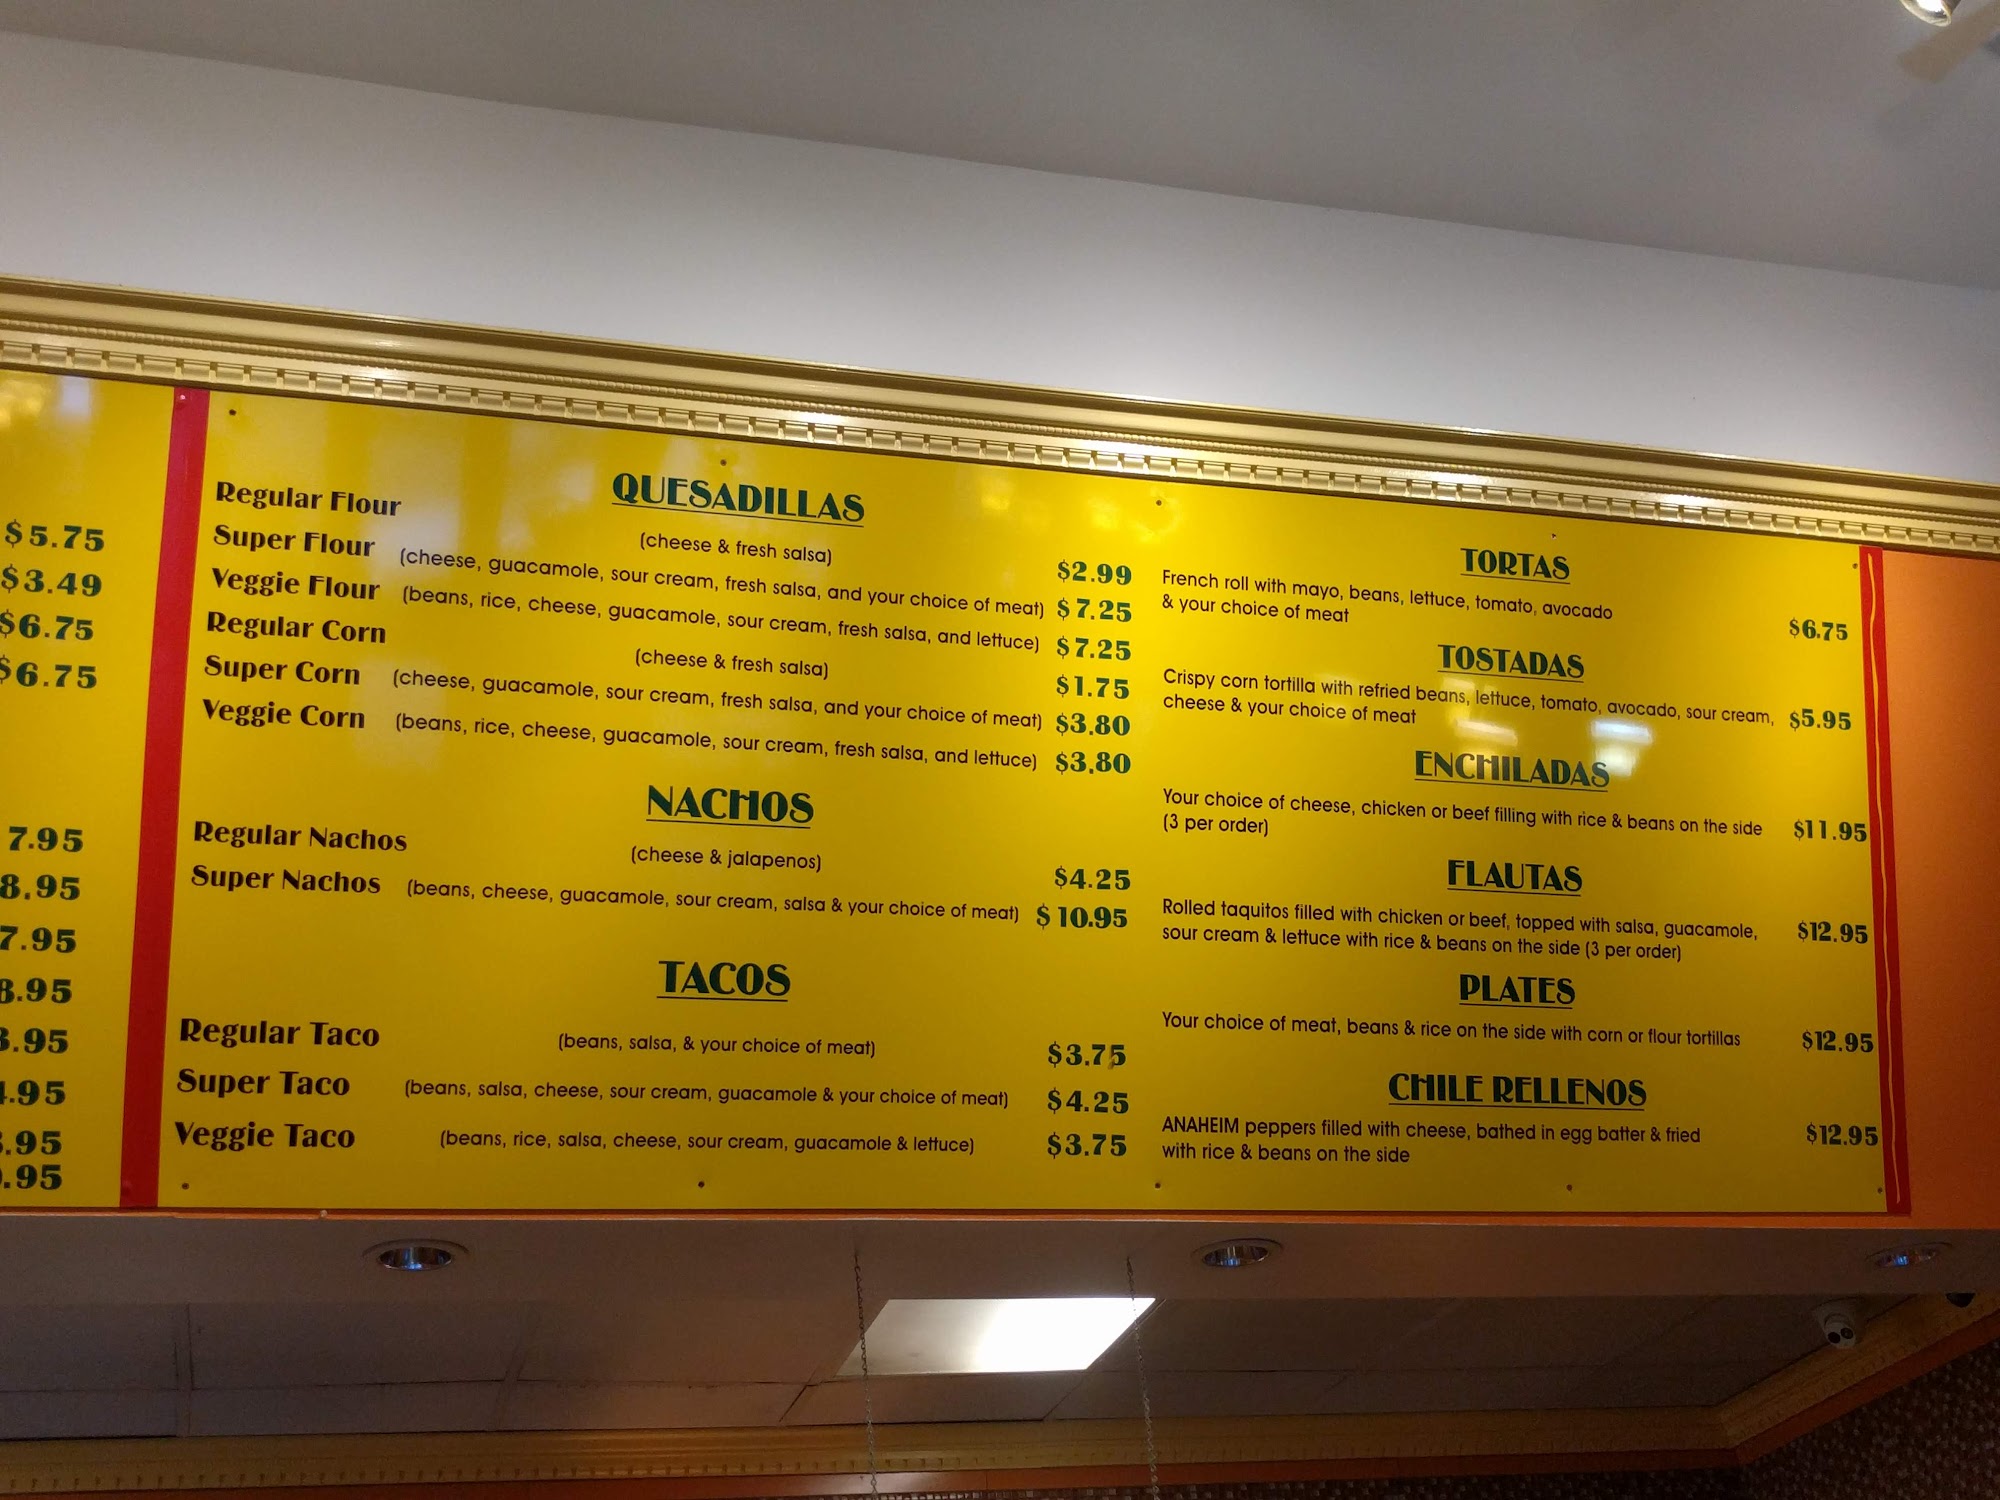 $5.75
$3.49
$6.75
$6.75
7.95
8.95
7.95
8.95
.95
.95
.95
.95
QUESADILLAS
Regular Flour (cheese & fresh salsa) $2.99
Super Flour (cheese, guacamole, sour cream, fresh salsa, and your choice of meat) $7.25
Veggie Flour (beans, rice, cheese, guacamole, sour cream, fresh salsa, and lettuce) $7.25
Regular Corn (cheese & fresh salsa) $1.75
Super Corn (cheese, guacamole, sour cream, fresh salsa, and your choice of meat) $3.80
Veggie Corn (beans, rice, cheese, guacamole, sour cream, fresh salsa, and lettuce) $3.80
NACHOS
Regular Nachos (cheese & jalapenos) $4.25
Super Nachos (beans, cheese, guacamole, sour cream, salsa & your choice of meat) $10.95
TACOS
Regular Taco (beans, salsa, & your choice of meat) $3.75
Super Taco (beans, salsa, cheese, sour cream, guacamole & your choice of meat) $4.25
Veggie Taco (beans, rice, salsa, cheese, sour cream, guacamole & lettuce) $3.75
TORTAS
French roll with mayo, beans, lettuce, tomato, avocado
& your choice of meat $6.75
TOSTADAS
Crispy corn tortilla with refried beans, lettuce, tomato, avocado, sour cream, $5.95
cheese & your choice of meat
ENCHILADAS
Your choice of cheese, chicken or beef filling with rice & beans on the side $11.95
(3 per order)
FLAUTAS
Rolled taquitos filled with chicken or beef, topped with salsa, guacamole, $12.95
sour cream & lettuce with rice & beans on the side (3 per order)
PLATES
Your choice of meat, beans & rice on the side with corn or flour tortillas $12.95
CHILE RELLENOS
ANAHEIM peppers filled with cheese, bathed in egg batter & fried $12.95
with rice & beans on the side